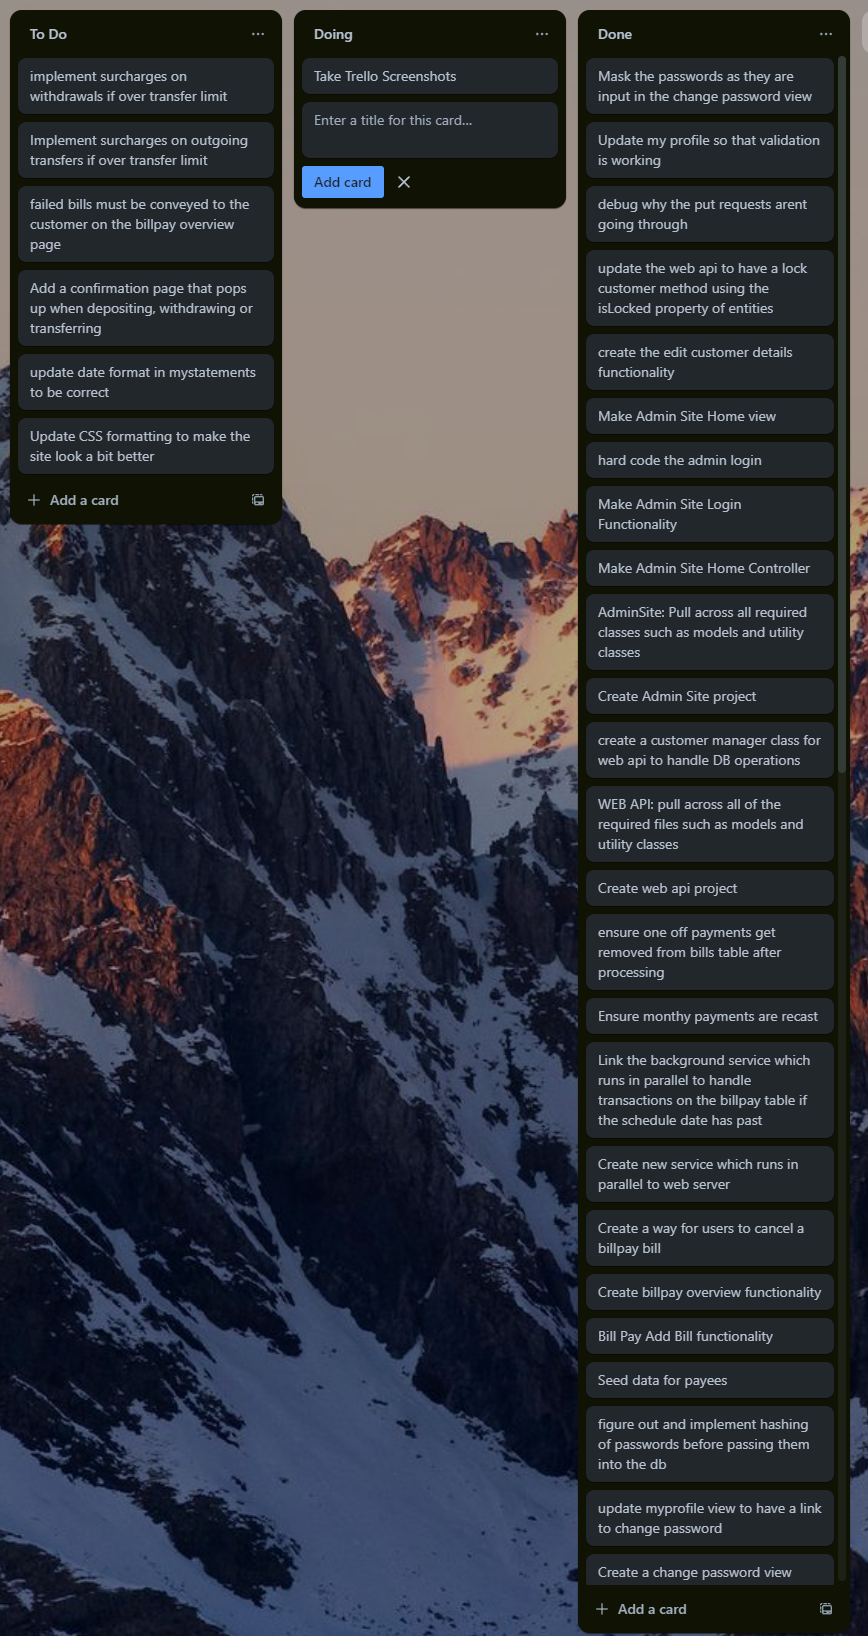 To Do
implement surcharges on
withdrawals if over transfer limit
Implement surcharges on outgoing
transfers if over transfer limit
failed bills must be conveyed to the
customer on the billpay overview
page
Add a confirmation page that pops
up when depositing, withdrawing or
transferring
update date format in mystatements
to be correct
Update CSS formatting to make the
site look a bit better
Add a card
Doing
Take Trello Screenshots
Enter a title for this card...
Add card
Done
Mask the passwords as they are
input in the change password view
Update my profile so that validation
is working
debug why the put requests arent
going through
update the web api to have a lock
customer method using the
isLocked property of entities
create the edit customer details
functionality
Make Admin Site Home view
hard code the admin login
Make Admin Site Login
Functionality
Make Admin Site Home Controller
AdminSite: Pull across all required
classes such as models and utility
classes
Create Admin Site project
create a customer manager class for
web api to handle DB operations
WEB API: pull across all of the
required files such as models and
utility classes
Create web api project
ensure one off payments get
removed from bills table after
processing
Ensure monthy payments are recast
Link the background service which
runs in parallel to handle
transactions on the billpay table if
the schedule date has past
Create new service which runs in
parallel to web server
Create a way for users to cancel a
billpay bill
Create billpay overview functionality
Bill Pay Add Bill functionality
Seed data for payees
figure out and implement hashing
of passwords before passing them
into the db
update myprofile view to have a link
to change password
Create a change password view
Add a card